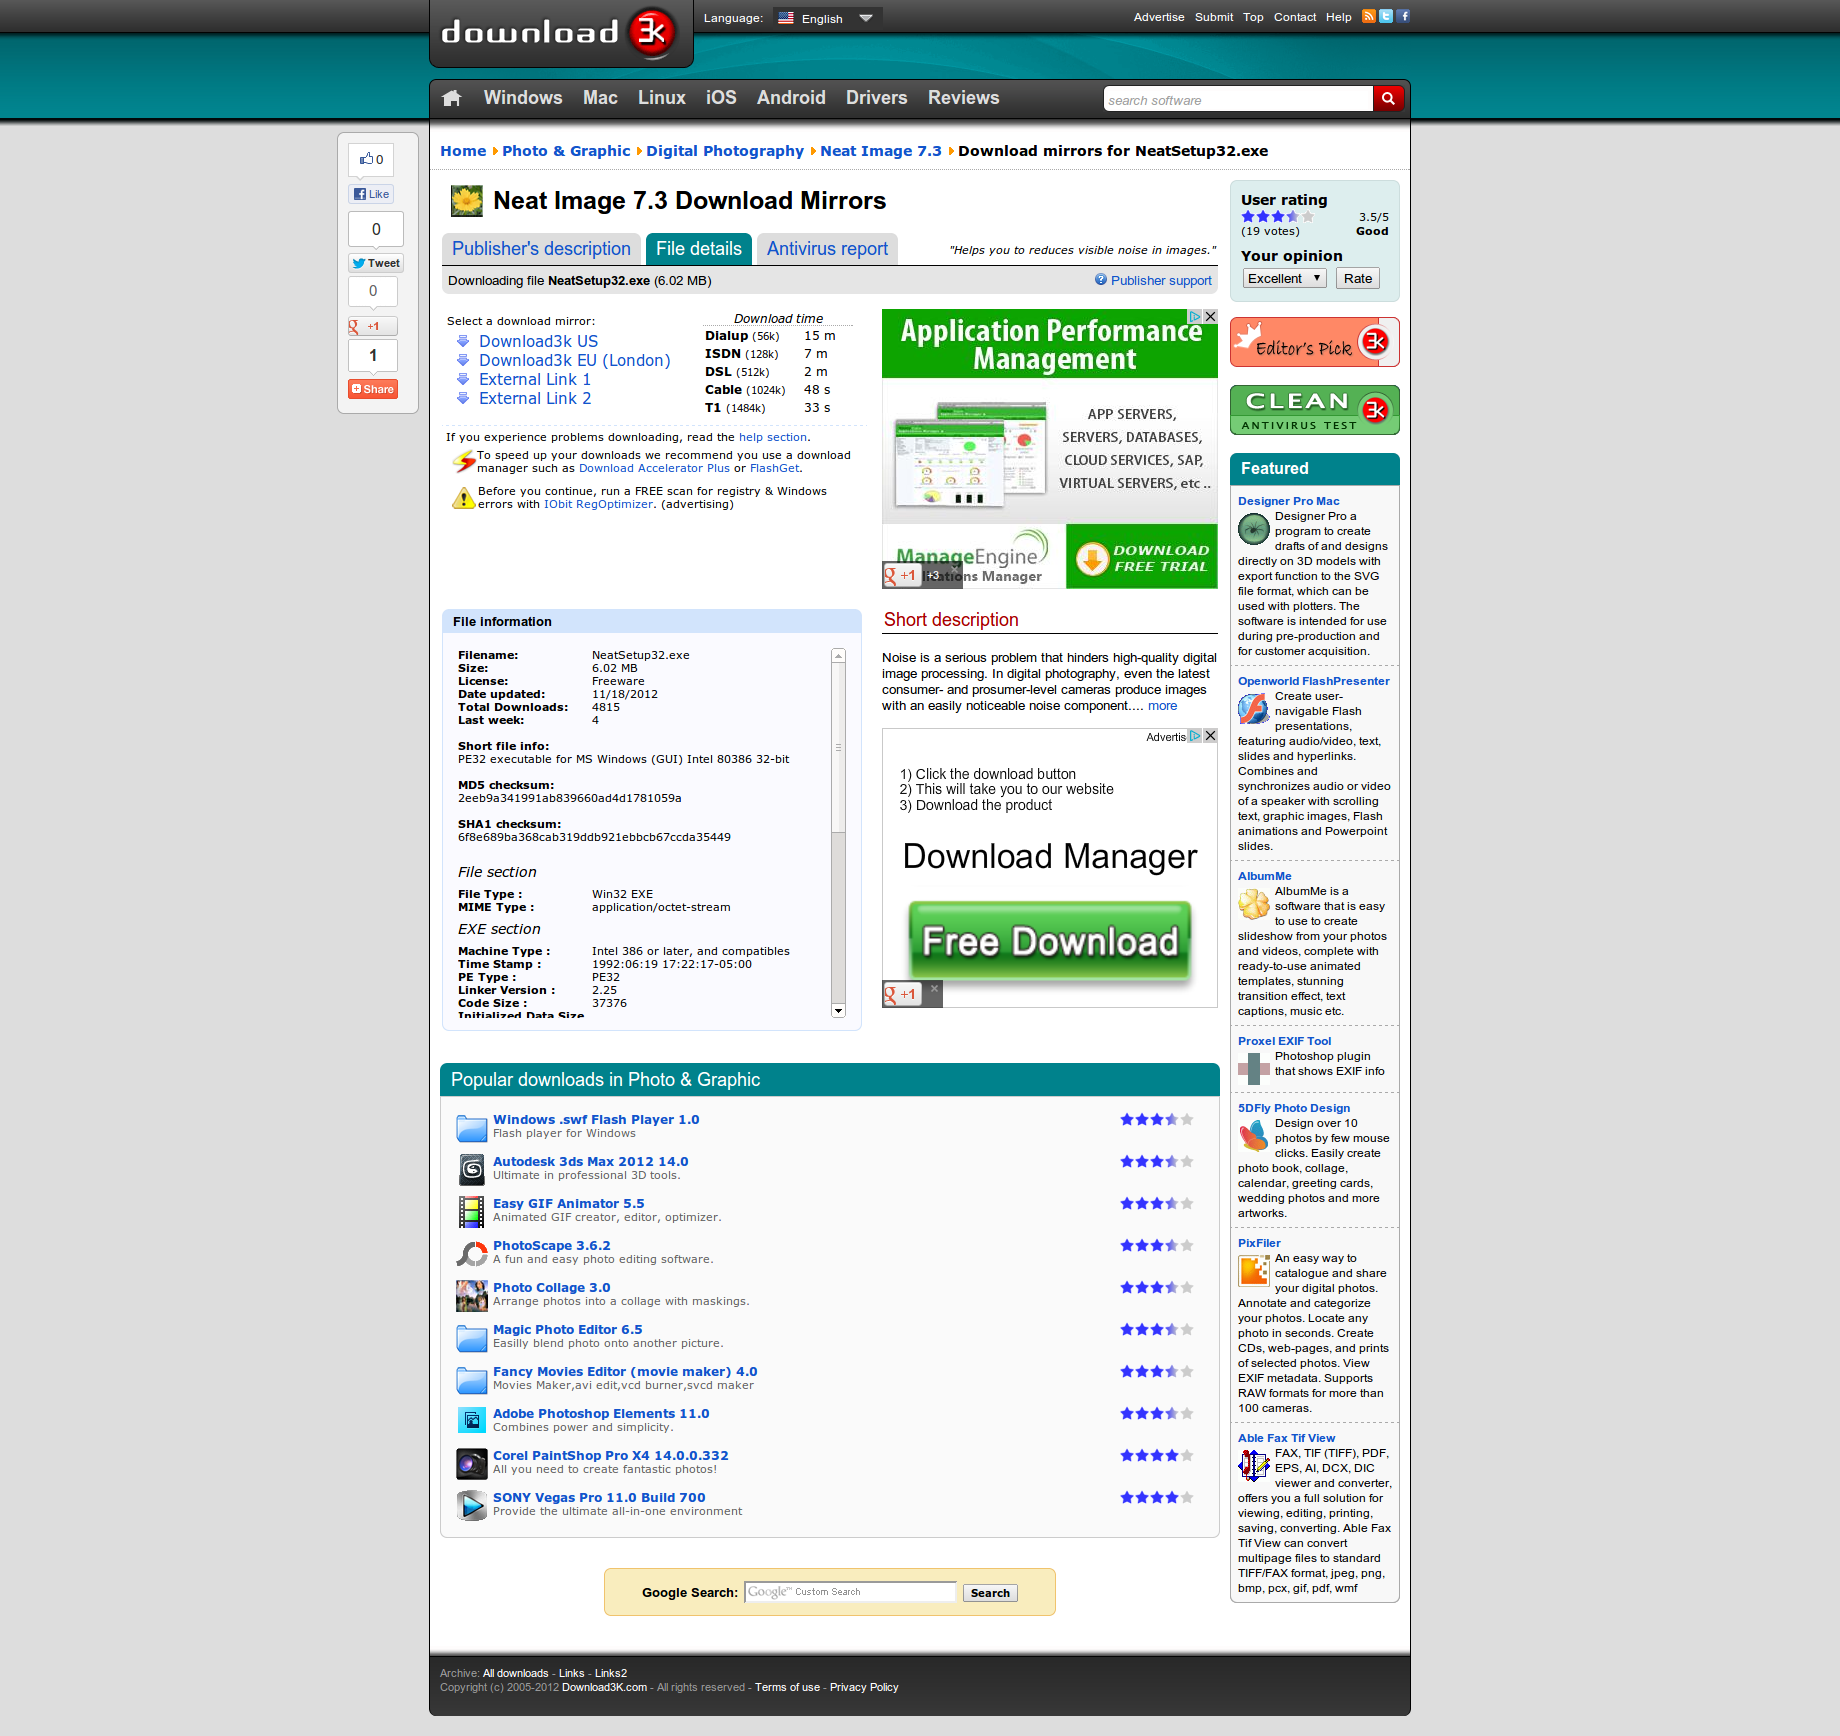 download 3k
Language: English
Advertise Submit Top Contact Help
Windows Mac Linux iOS Android Drivers Reviews
search software
0
Like
0
Tweet
0
+1
1
Share
Home Photo & Graphic Digital Photography Neat Image 7.3 Download mirrors for NeatSetup32.exe
Neat Image 7.3 Download Mirrors
Publisher's description File details Antivirus report
"Helps you to reduces visible noise in images."
Downloading file NeatSetup32.exe (6.02 MB)
Publisher support
Select a download mirror:
Download3k US
Download3k EU (London)
External Link 1
External Link 2
Download time
Dialup (56k) 15 m
ISDN (128k) 7 m
DSL (512k) 2 m
Cable (1024k) 48 s
T1 (1484k) 33 s
If you experience problems downloading, read the help section.
To speed up your downloads we recommend you use a download
manager such as Download Accelerator Plus or FlashGet.
Before you continue, run a FREE scan for registry & Windows
errors with IObit RegOptimizer. (advertising)
Application Performance
Management
APP SERVERS,
SERVERS, DATABASES,
CLOUD SERVICES, SAP,
VIRTUAL SERVERS, etc ..
ManageEngine
Manager
DOWNLOAD
FREE TRIAL
+1 +3
File information
Filename: NeatSetup32.exe
Size: 6.02 MB
License: Freeware
Date updated: 11/18/2012
Total Downloads: 4815
Last week: 4
Short file info:
PE32 executable for MS Windows (GUI) Intel 80386 32-bit
MD5 checksum:
2eeb9a341991ab839660ad4d1781059a
SHA1 checksum:
6f8e689ba368cab319ddb921ebbcb67ccda35449
File section
File Type : Win32 EXE
MIME Type : application/octet-stream
EXE section
Machine Type : Intel 386 or later, and compatibles
Time Stamp : 1992:06:19 17:22:17-05:00
PE Type : PE32
Linker Version : 2.25
Code Size : 37376
Initialized Data Size
Short description
Noise is a serious problem that hinders high-quality digital
image processing. In digital photography, even the latest
consumer- and prosumer-level cameras produce images
with an easily noticeable noise component.... more
Advertis
1) Click the download button
2) This will take you to our website
3) Download the product
Download Manager
Free Download
+1
Popular downloads in Photo & Graphic
Windows .swf Flash Player 1.0
Flash player for Windows
Autodesk 3ds Max 2012 14.0
Ultimate in professional 3D tools.
Easy GIF Animator 5.5
Animated GIF creator, editor, optimizer.
PhotoScape 3.6.2
A fun and easy photo editing software.
Photo Collage 3.0
Arrange photos into a collage with maskings.
Magic Photo Editor 6.5
Easilly blend photo onto another picture.
Fancy Movies Editor (movie maker) 4.0
Movies Maker,avi edit,vcd burner,svcd maker
Adobe Photoshop Elements 11.0
Combines power and simplicity.
Corel PaintShop Pro X4 14.0.0.332
All you need to create fantastic photos!
SONY Vegas Pro 11.0 Build 700
Provide the ultimate all-in-one environment
Google Search: Google™ Custom Search Search
User rating
3.5/5
(19 votes) Good
Your opinion
Excellent Rate
Editor's Pick 3k
CLEAN 3k
ANTIVIRUS TEST
Featured
Designer Pro Mac
Designer Pro a
program to create
drafts of and designs
directly on 3D models with
export function to the SVG
file format, which can be
used with plotters. The
software is intended for use
during pre-production and
for customer acquisition.
Openworld FlashPresenter
Create user-
navigable Flash
presentations,
featuring audio/video, text,
slides and hyperlinks.
Combines and
synchronizes audio or video
of a speaker with scrolling
text, graphic images, Flash
animations and Powerpoint
slides.
AlbumMe
AlbumMe is a
software that is easy
to use to create
slideshow from your photos
and videos, complete with
ready-to-use animated
templates, stunning
transition effect, text
captions, music etc.
Proxel EXIF Tool
Photoshop plugin
that shows EXIF info
5DFly Photo Design
Design over 10
photos by few mouse
clicks. Easily create
photo book, collage,
calendar, greeting cards,
wedding photos and more
artworks.
PixFiler
An easy way to
catalogue and share
your digital photos.
Annotate and categorize
your photos. Locate any
photo in seconds. Create
CDs, web-pages, and prints
of selected photos. View
EXIF metadata. Supports
RAW formats for more than
100 cameras.
Able Fax Tif View
FAX, TIF (TIFF), PDF,
EPS, AI, DCX, DIC
viewer and converter,
offers you a full solution for
viewing, editing, printing,
saving, converting. Able Fax
Tif View can convert
multipage files to standard
TIFF/FAX format, jpeg, png,
bmp, pcx, gif, pdf, wmf
Archive: All downloads - Links - Links2
Copyright (c) 2005-2012 Download3K.com - All rights reserved - Terms of use - Privacy Policy